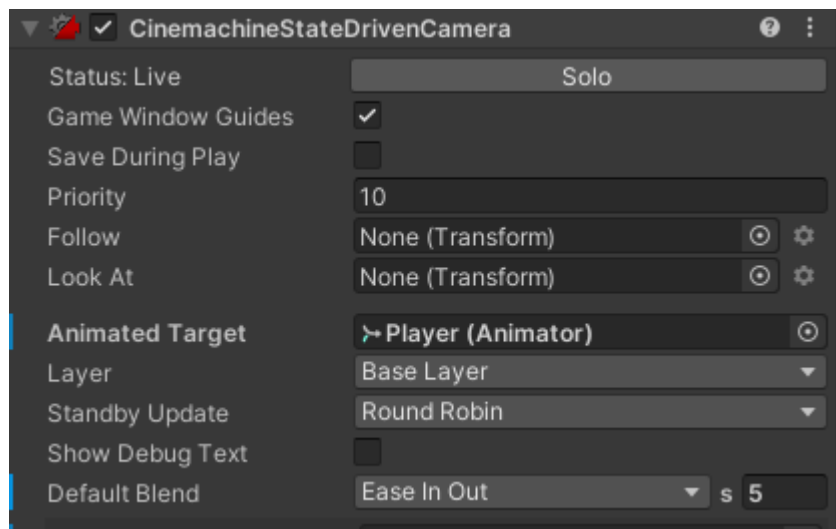 CinemachineStateDrivenCamera
Status: Live Solo
Game Window Guides
Save During Play
Priority 10
Follow None (Transform)
Look At None (Transform)
Animated Target Player (Animator)
Layer Base Layer
Standby Update Round Robin
Show Debug Text
Default Blend Ease In Out s 5